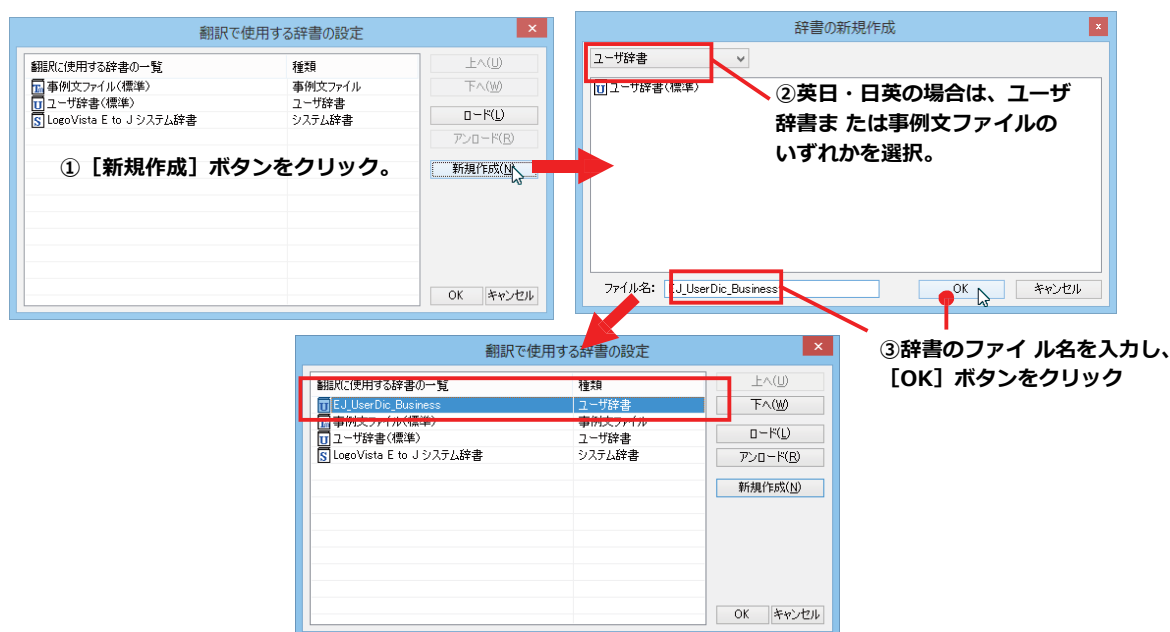 翻訳で使用する辞書の設定
翻訳に使用する辞書の一覧 種類
事例文ファイル(標準) 事例文ファイル
ユーザ辞書(標準) ユーザ辞書
LogoVista E to J システム辞書 システム辞書
上へ(U)
下へ(W)
ロード(L)
アンロード(R)
新規作成(N)
①［新規作成］ボタンをクリック。
OK キャンセル
辞書の新規作成
ユーザ辞書
ユーザ辞書(標準)
②英日・日英の場合は、ユーザ
辞書ま たは事例文ファイルの
いずれかを選択。
ファイル名: EJ_UserDic_Business
OK キャンセル
③辞書のファイ ル名を入力し、
［OK］ボタンをクリック
翻訳で使用する辞書の設定
翻訳に使用する辞書の一覧 種類
EJ_UserDic_Business ユーザ辞書
事例文ファイル(標準) 事例文ファイル
ユーザ辞書(標準) ユーザ辞書
LogoVista E to J システム辞書 システム辞書
上へ(U)
下へ(W)
ロード(L)
アンロード(R)
新規作成(N)
OK キャンセル